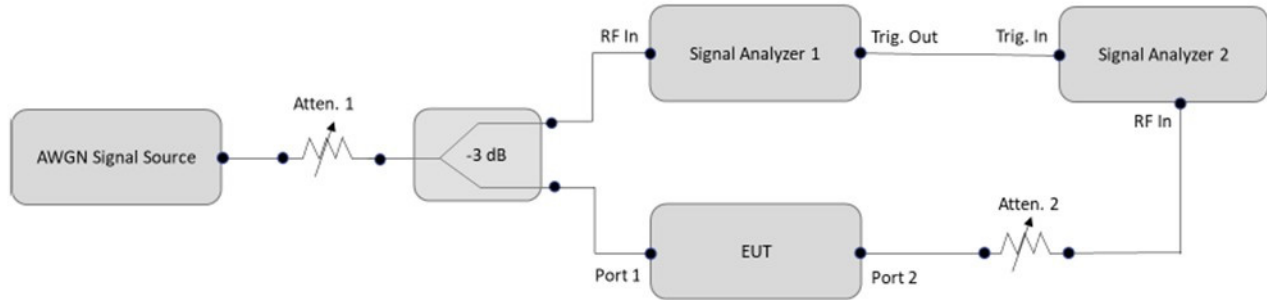 RF In
Signal Analyzer 1
Trig. Out
Trig. In
Signal Analyzer 2
RF In
Atten. 1
AWGN Signal Source
-3 dB
Atten. 2
Port 1
EUT
Port 2